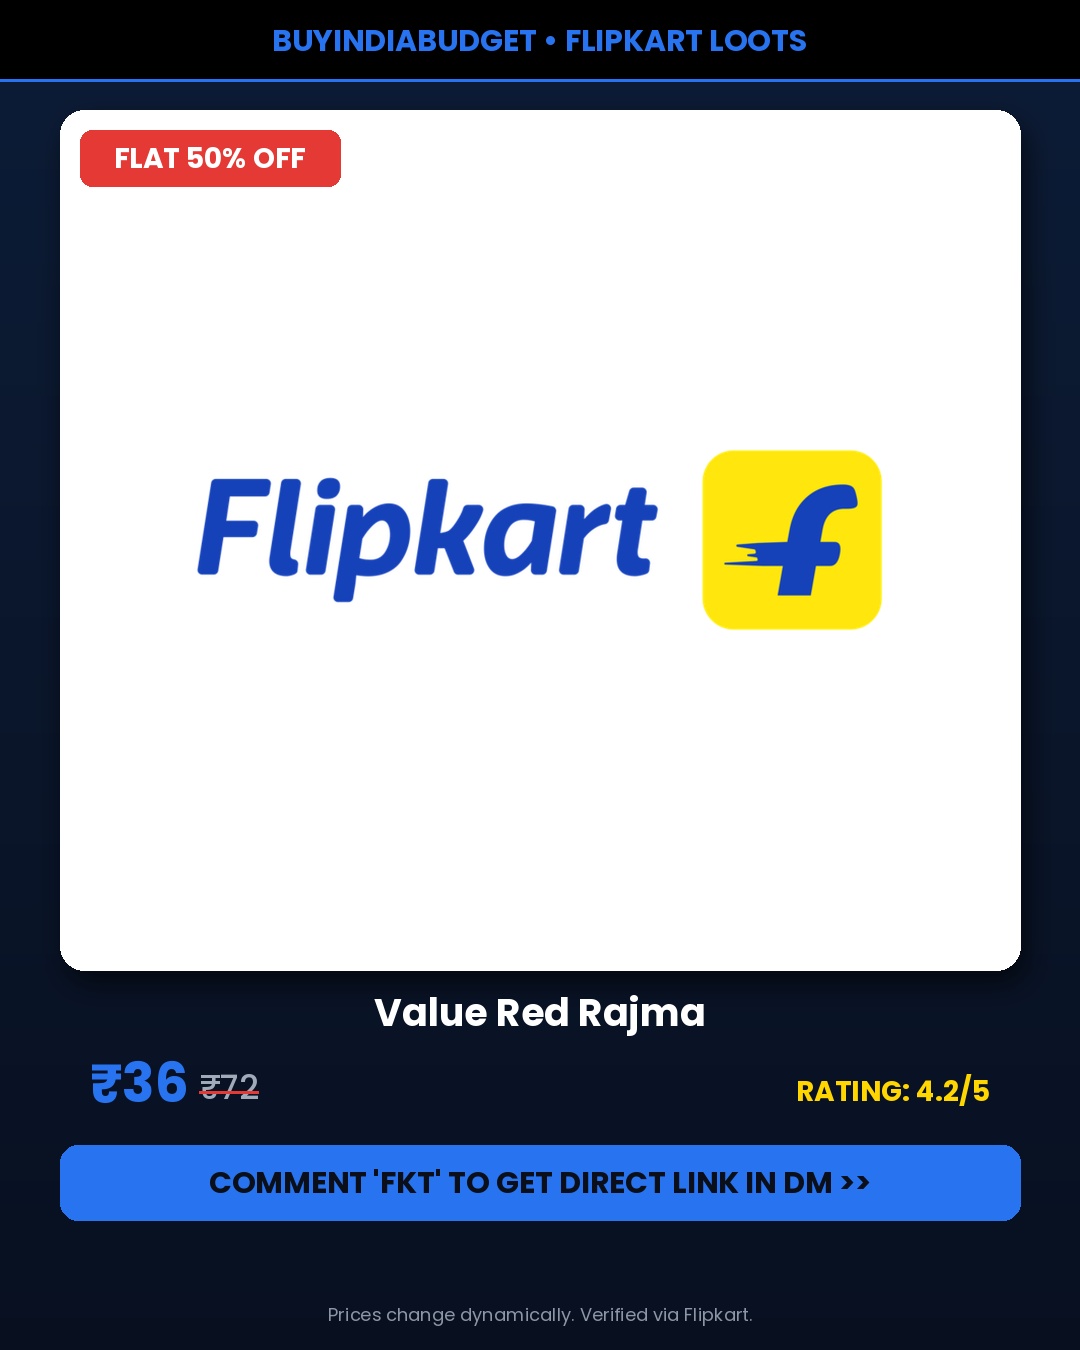 BUYINDIABUDGET • FLIPKART LOOTS
FLAT 50% OFF
Flipkart f
Value Red Rajma
₹36 ₹72
RATING: 4.2/5
COMMENT 'FKT' TO GET DIRECT LINK IN DM >>
Prices change dynamically. Verified via Flipkart.